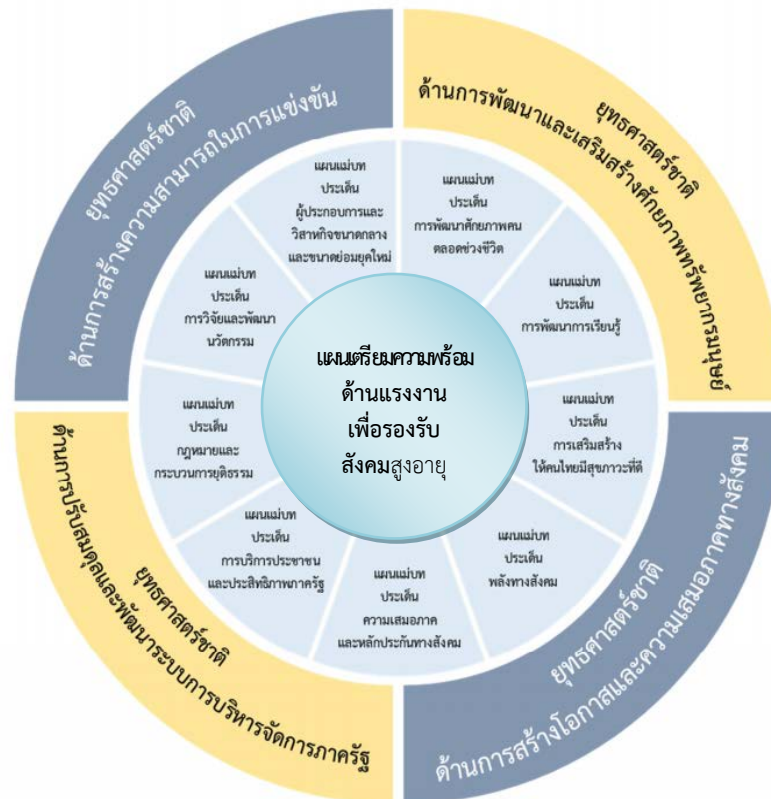 ยุทธศาสตร์ชาติ
ด้านการสร้างความสามารถในการแข่งขัน
ยุทธศาสตร์ชาติ
ด้านการพัฒนาและเสริมสร้างศักยภาพทรัพยากรมนุษย์
แผนแม่บท
ประเด็น
ผู้ประกอบการและ
วิสาหกิจขนาดกลาง
และขนาดย่อมยุคใหม่
แผนแม่บท
ประเด็น
การพัฒนาศักยภาพคน
ตลอดช่วงชีวิต
แผนแม่บท
ประเด็น
การวิจัยและพัฒนา
นวัตกรรม
แผนแม่บท
ประเด็น
การพัฒนาการเรียนรู้
แผนเตรียมความพร้อม
ด้านแรงงาน
เพื่อรองรับ
สังคมสูงอายุ
แผนแม่บท
ประเด็น
กฎหมายและ
กระบวนการยุติธรรม
แผนแม่บท
ประเด็น
การเสริมสร้าง
ให้คนไทยมีสุขภาวะที่ดี
แผนแม่บท
ประเด็น
การบริการประชาชน
และประสิทธิภาพภาครัฐ
แผนแม่บท
ประเด็น
ความเสมอภาค
และหลักประกันทางสังคม
แผนแม่บท
ประเด็น
พลังทางสังคม
ยุทธศาสตร์ชาติ
ด้านการปรับสมดุลและพัฒนาระบบการบริหารจัดการภาครัฐ
ยุทธศาสตร์ชาติ
ด้านการสร้างโอกาสและความเสมอภาคทางสังคม